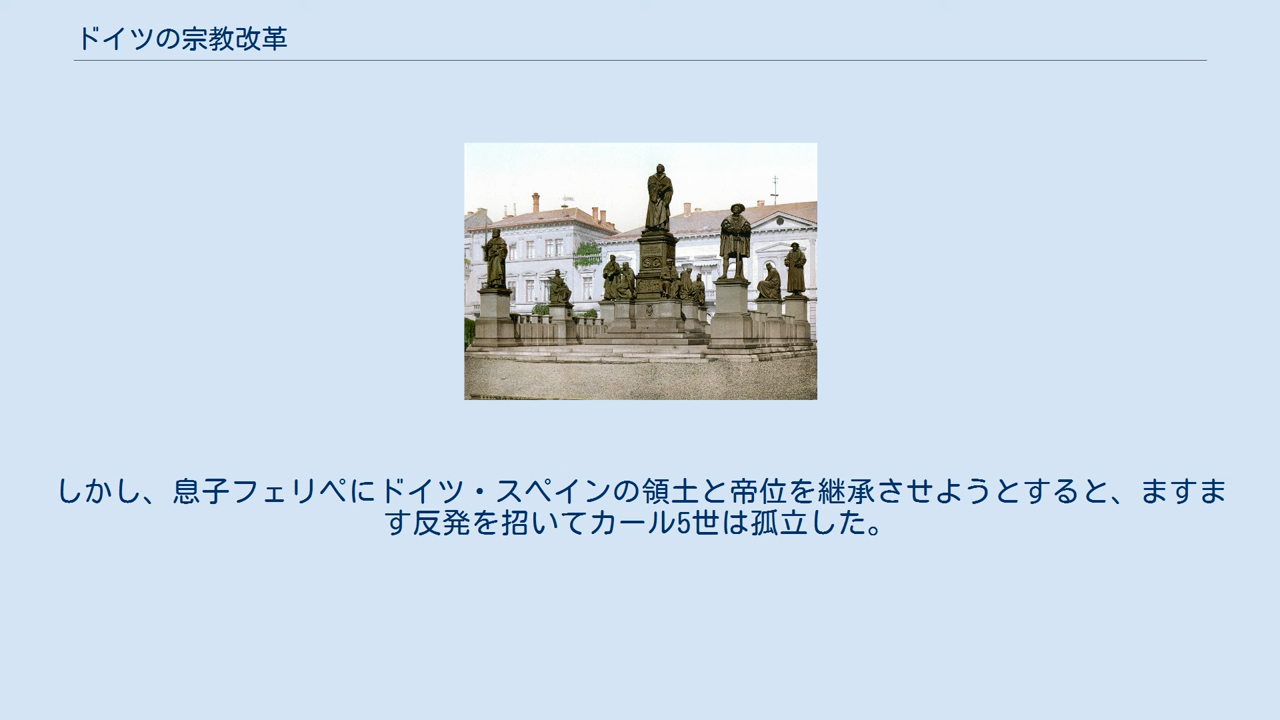 ドイツの宗教改革
しかし、息子フェリペにドイツ・スペインの領土と帝位を継承させようとすると、ますま
す反発を招いてカール5世は孤立した。